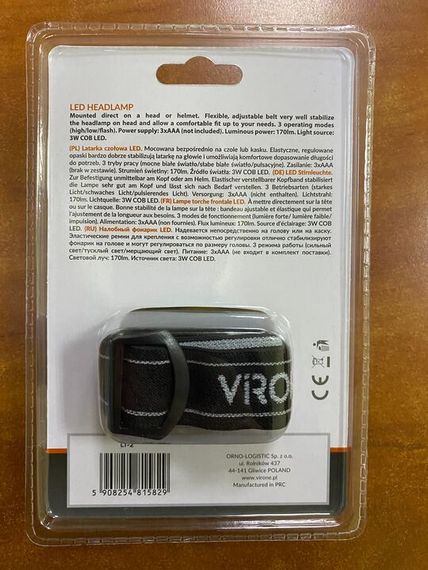 LED HEADLAMP
Mounted direct on a head or helmet. Flexible, adjustable belt very well stabilize
the headlamp on head and allow a comfortable fit up to your needs. 3 operating modes
(high/low/flash). Power supply: 3xAAA (not included). Luminous power: 170lm. Light source:
3W COB LED.
(PL) Latarka czołowa LED. Mocowana bezpośrednio na czole lub kasku. Elastyczne, regulowane
opaski bardzo dobrze stabilizują latarkę na głowie i umożliwiają komfortowe dopasowanie długości
do potrzeb. 3 tryby pracy (mocne białe światło/słabe białe światło/pulsacyjne). Zasilanie: 3xAAA
(brak w zestawie). Strumień świetlny: 170lm. Źródło światła: 3W COB LED. (DE) LED Stirnleuchte.
Zur Befestigung unmittelbar am Kopf oder am Helm. Elastischer verstellbarer Stirnband stabilisiert
die Lampe sehr gut am Kopf und lässt sich nach Bedarf verstellen. 3 Betriebsarten (starkes
Licht/schwaches Licht/pulsierendes Licht). Versorgung: 3xAAA (nicht enthalten). Lichtstrahl:
170lm. Lichtquelle: 3W COB LED. (FR) Lampe torche frontale LED. A mettre directement sur la tête
ou sur le casque. Bonne stabilité de la lampe sur la tête : bandeau ajustable et élastique qui permet
l'ajustement de la longueur aux besoins. 3 modes de fonctionnement (lumière forte/ lumière faible/
impulsion). Alimentation: 3xAAA (non fournies). Flux lumineux: 170lm. Source d'éclairage: 3W COB
LED. (RU) Налобный фонарик LED. Надевается непосредственно на голову или на каску.
Эластические ремни для крепления с возможностью регулировки отлично стабилизируют
фонарик на голове и могут регулироваться по размеру головы. 3 режима работы (сильный
свет/тусклый свет/мерцающий свет). Питание: 3xAAA (не входит в комплект поставки).
Световой луч: 170lm. Источник света: 3W COB LED.
CE
VIRO
LT-2
5 908254 815829
ORNO-LOGISTIC Sp. z o.o.
ul. Rolników 437
44-141 Gliwice POLAND
www.virone.pl
Manufactured in PRC